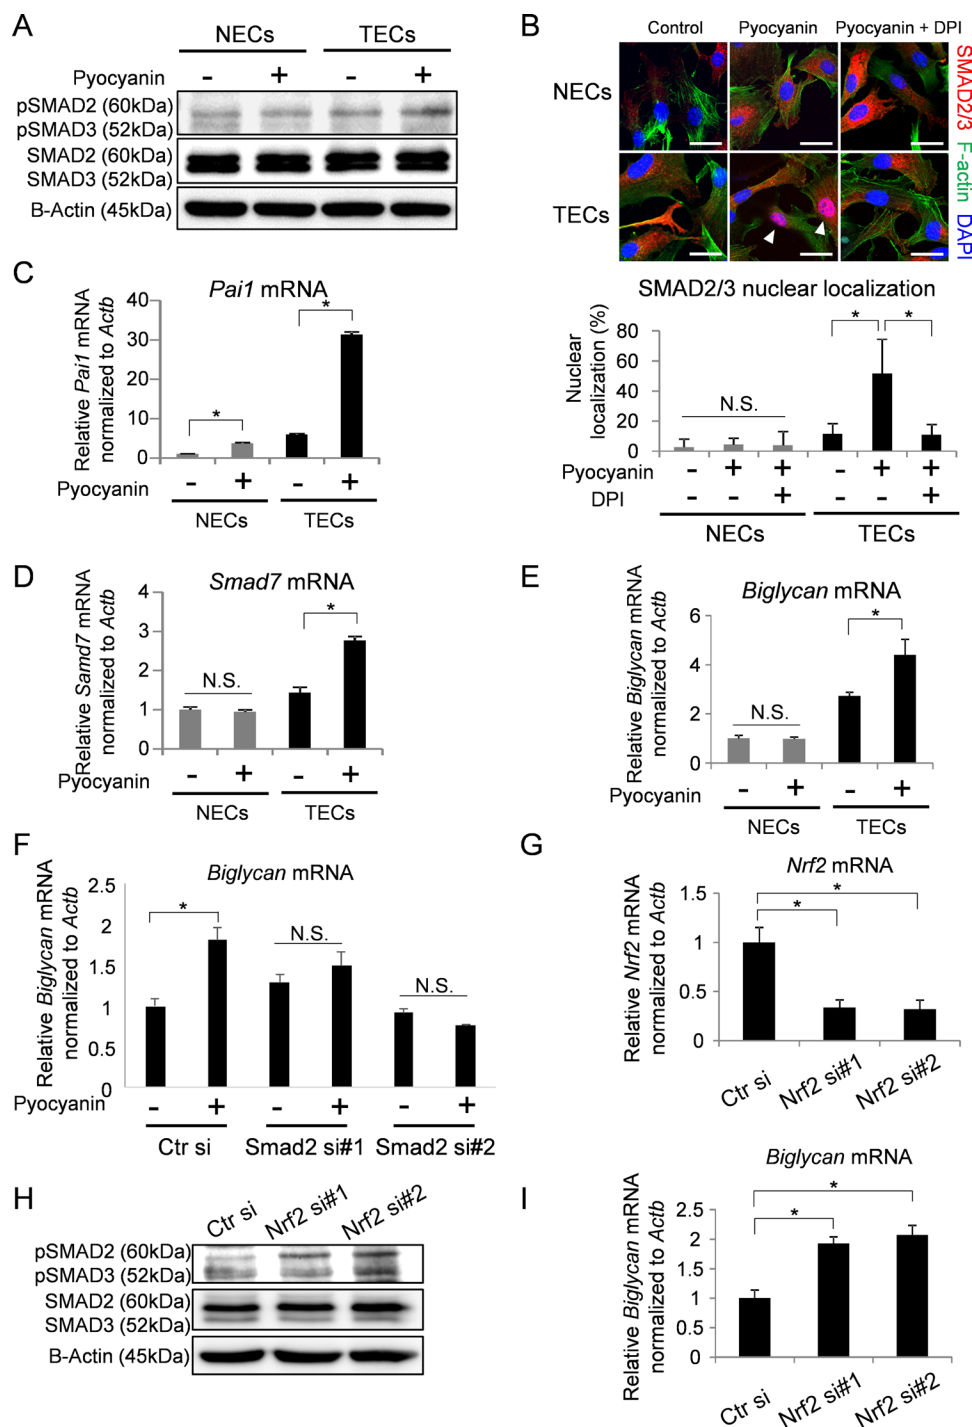 A
NECs TECs
Pyocyanin - + - +
pSMAD2 (60kDa)
pSMAD3 (52kDa)
SMAD2 (60kDa)
SMAD3 (52kDa)
B-Actin (45kDa)
B
Control Pyocyanin Pyocyanin + DPI
NECs
TECs
SMAD2/3 F-actin DAPI
SMAD2/3 nuclear localization
Nuclear
localization (%)
80
60
40
20
0
N.S.
* *
Pyocyanin - + + - + +
DPI - - + - - +
NECs TECs
C
Pai1 mRNA
Relative Pai1 mRNA
normalized to Actb
40
30
20
10
0
* *
Pyocyanin - + - +
NECs TECs
D
Smad7 mRNA
Relative Samd7 mRNA
normalized to Actb
4
3
2
1
0
N.S. *
Pyocyanin - + - +
NECs TECs
E
Biglycan mRNA
Relative Biglycan mRNA
normalized to Actb
6
4
2
0
N.S. *
Pyocyanin - + - +
NECs TECs
F
Biglycan mRNA
Relative Biglycan mRNA
normalized to Actb
2.5
2
1.5
1
0.5
0
* N.S. N.S.
Pyocyanin - + - + - +
Ctr si Smad2 si#1 Smad2 si#2
G
Nrf2 mRNA
Relative Nrf2 mRNA
normalized to Actb
1.5
1
0.5
0
*
*
Ctr si Nrf2 si#1 Nrf2 si#2
H
Ctr si Nrf2 si#1 Nrf2 si#2
pSMAD2 (60kDa)
pSMAD3 (52kDa)
SMAD2 (60kDa)
SMAD3 (52kDa)
B-Actin (45kDa)
I
Biglycan mRNA
Relative Biglycan mRNA
normalized to Actb
2.5
2
1.5
1
0.5
0
*
*
Ctr si Nrf2 si#1 Nrf2 si#2